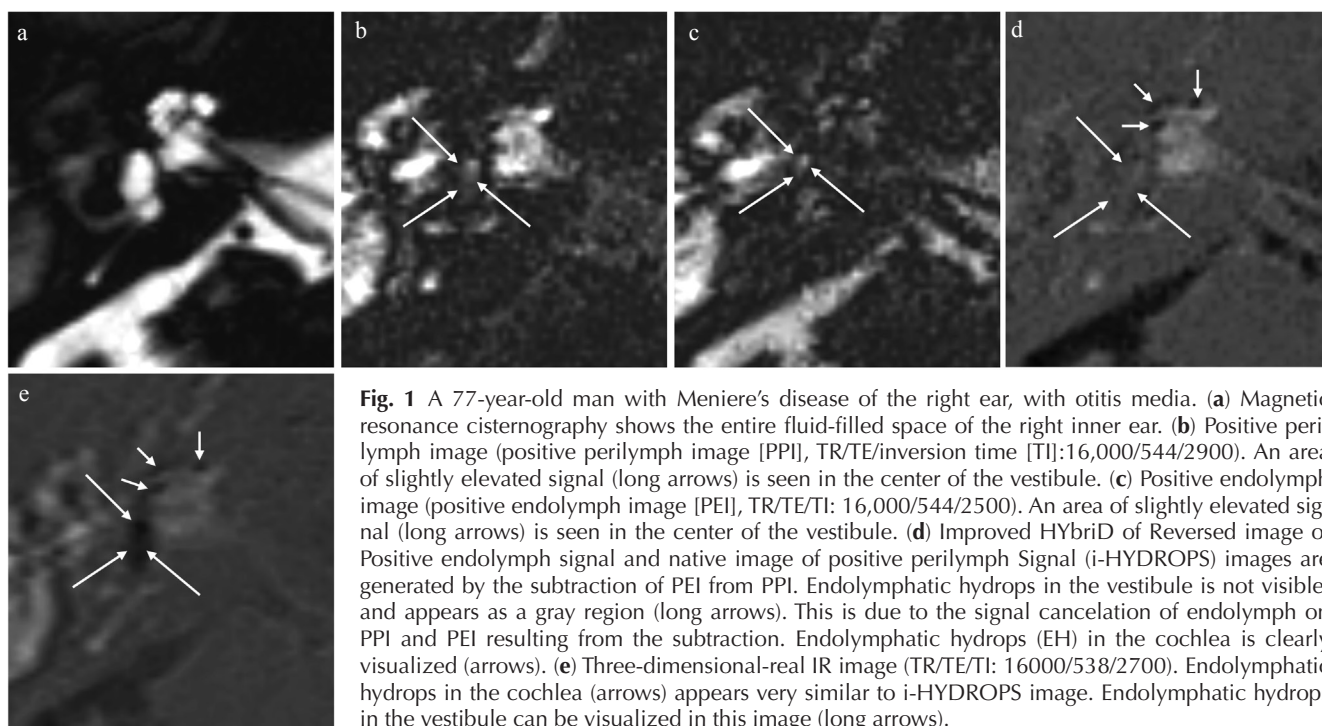 a
b
c
d
e
Fig. 1 A 77-year-old man with Meniere's disease of the right ear, with otitis media. (a) Magnetic
resonance cisternography shows the entire fluid-filled space of the right inner ear. (b) Positive peri-
lymph image (positive perilymph image [PPI], TR/TE/inversion time [TI]:16,000/544/2900). An area
of slightly elevated signal (long arrows) is seen in the center of the vestibule. (c) Positive endolymph
image (positive endolymph image [PEI], TR/TE/TI: 16,000/544/2500). An area of slightly elevated sig
nal (long arrows) is seen in the center of the vestibule. (d) Improved HYbriD of Reversed image o
Positive endolymph signal and native image of positive perilymph Signal (i-HYDROPS) images are
generated by the subtraction of PEI from PPI. Endolymphatic hydrops in the vestibule is not visible
and appears as a gray region (long arrows). This is due to the signal cancelation of endolymph on
PPI and PEI resulting from the subtraction. Endolymphatic hydrops (EH) in the cochlea is clearly
visualized (arrows). (e) Three-dimensional-real IR image (TR/TE/TI: 16000/538/2700). Endolymphatic
hydrops in the cochlea (arrows) appears very similar to i-HYDROPS image. Endolymphatic hydrop
in the vestibule can be visualized in this image (long arrows).